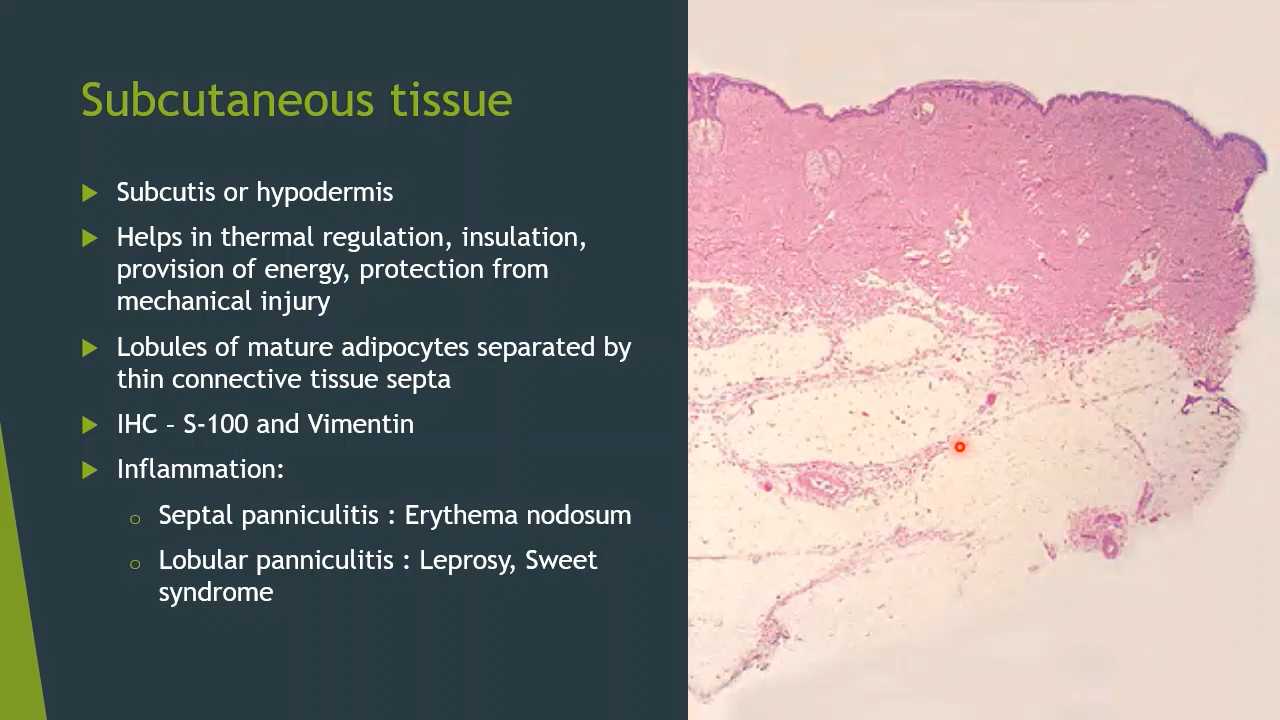 Subcutaneous tissue
Subcutis or hypodermis
Helps in thermal regulation, insulation,
provision of energy, protection from
mechanical injury
Lobules of mature adipocytes separated by
thin connective tissue septa
IHC – S-100 and Vimentin
Inflammation:
Septal panniculitis : Erythema nodosum
Lobular panniculitis : Leprosy, Sweet
syndrome